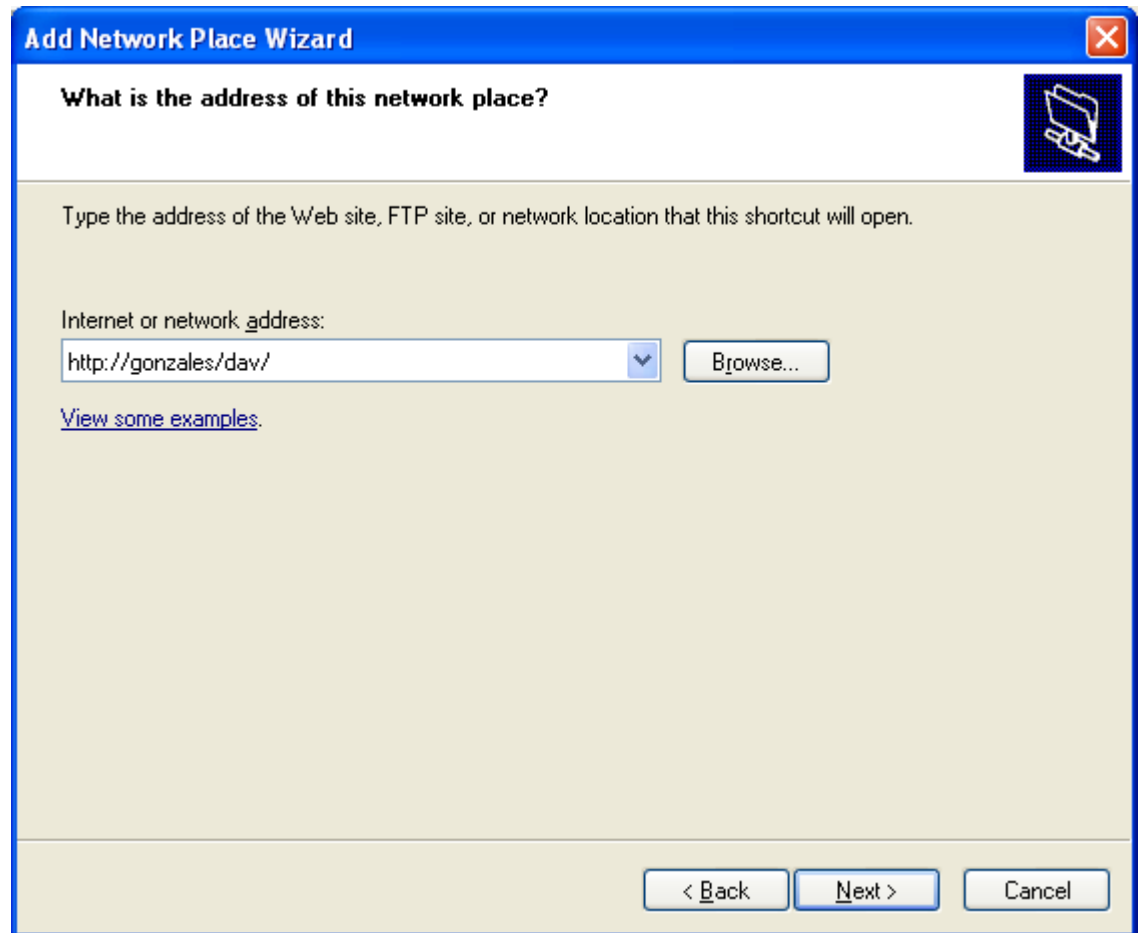 Add Network Place Wizard
What is the address of this network place?
Type the address of the Web site, FTP site, or network location that this shortcut will open.
Internet or network address:
http://gonzales/dav/
Browse...
View some examples.
< Back
Next >
Cancel